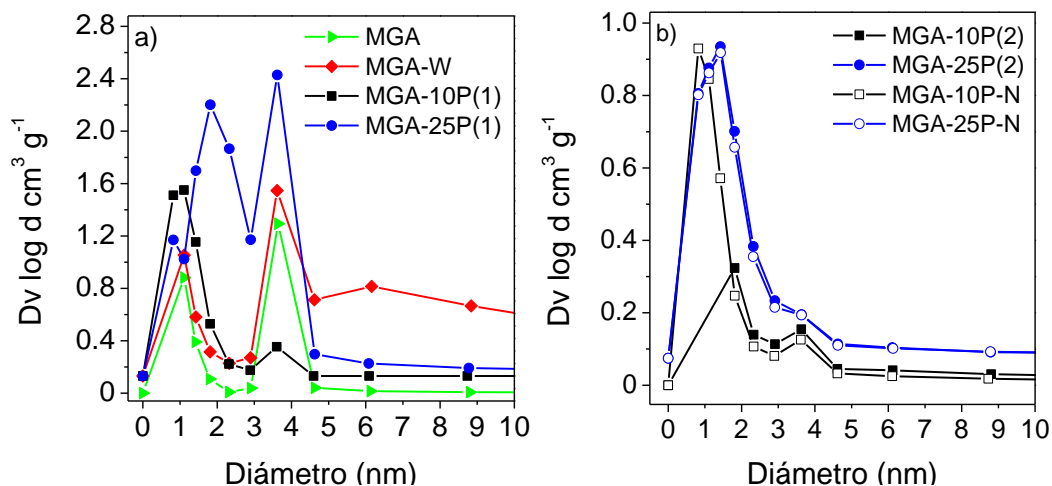 a)
MGA
MGA-W
MGA-10P(1)
MGA-25P(1)
2.8
2.4
2.0
1.6
1.2
0.8
0.4
0
Dv log d cm³ g⁻¹
0 1 2 3 4 5 6 7 8 9 10
Diámetro (nm)
b)
MGA-10P(2)
MGA-25P(2)
MGA-10P-N
MGA-25P-N
1.0
0.8
0.6
0.4
0.2
0
Dv log d cm³ g⁻¹
0 1 2 3 4 5 6 7 8 9 10
Diámetro (nm)